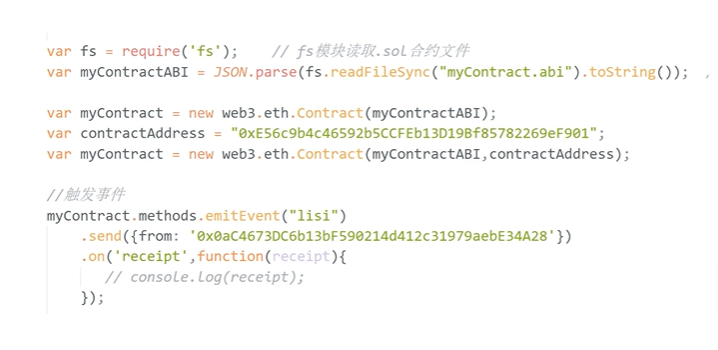 var fs = require('fs');    // fs模块读取.sol合约文件
var myContractABI = JSON.parse(fs.readFileSync("myContract.abi").toString());  ,
var myContract = new web3.eth.Contract(myContractABI);
var contractAddress = "0xE56c9b4c46592b5CCFEb13D19Bf85782269eF901";
var myContract = new web3.eth.Contract(myContractABI,contractAddress);
//触发事件
myContract.methods.emitEvent("lisi")
    .send({from: '0x0aC4673DC6b13bF590214d412c31979aebE34A28'})
    .on('receipt',function(receipt){
       // console.log(receipt);
    });